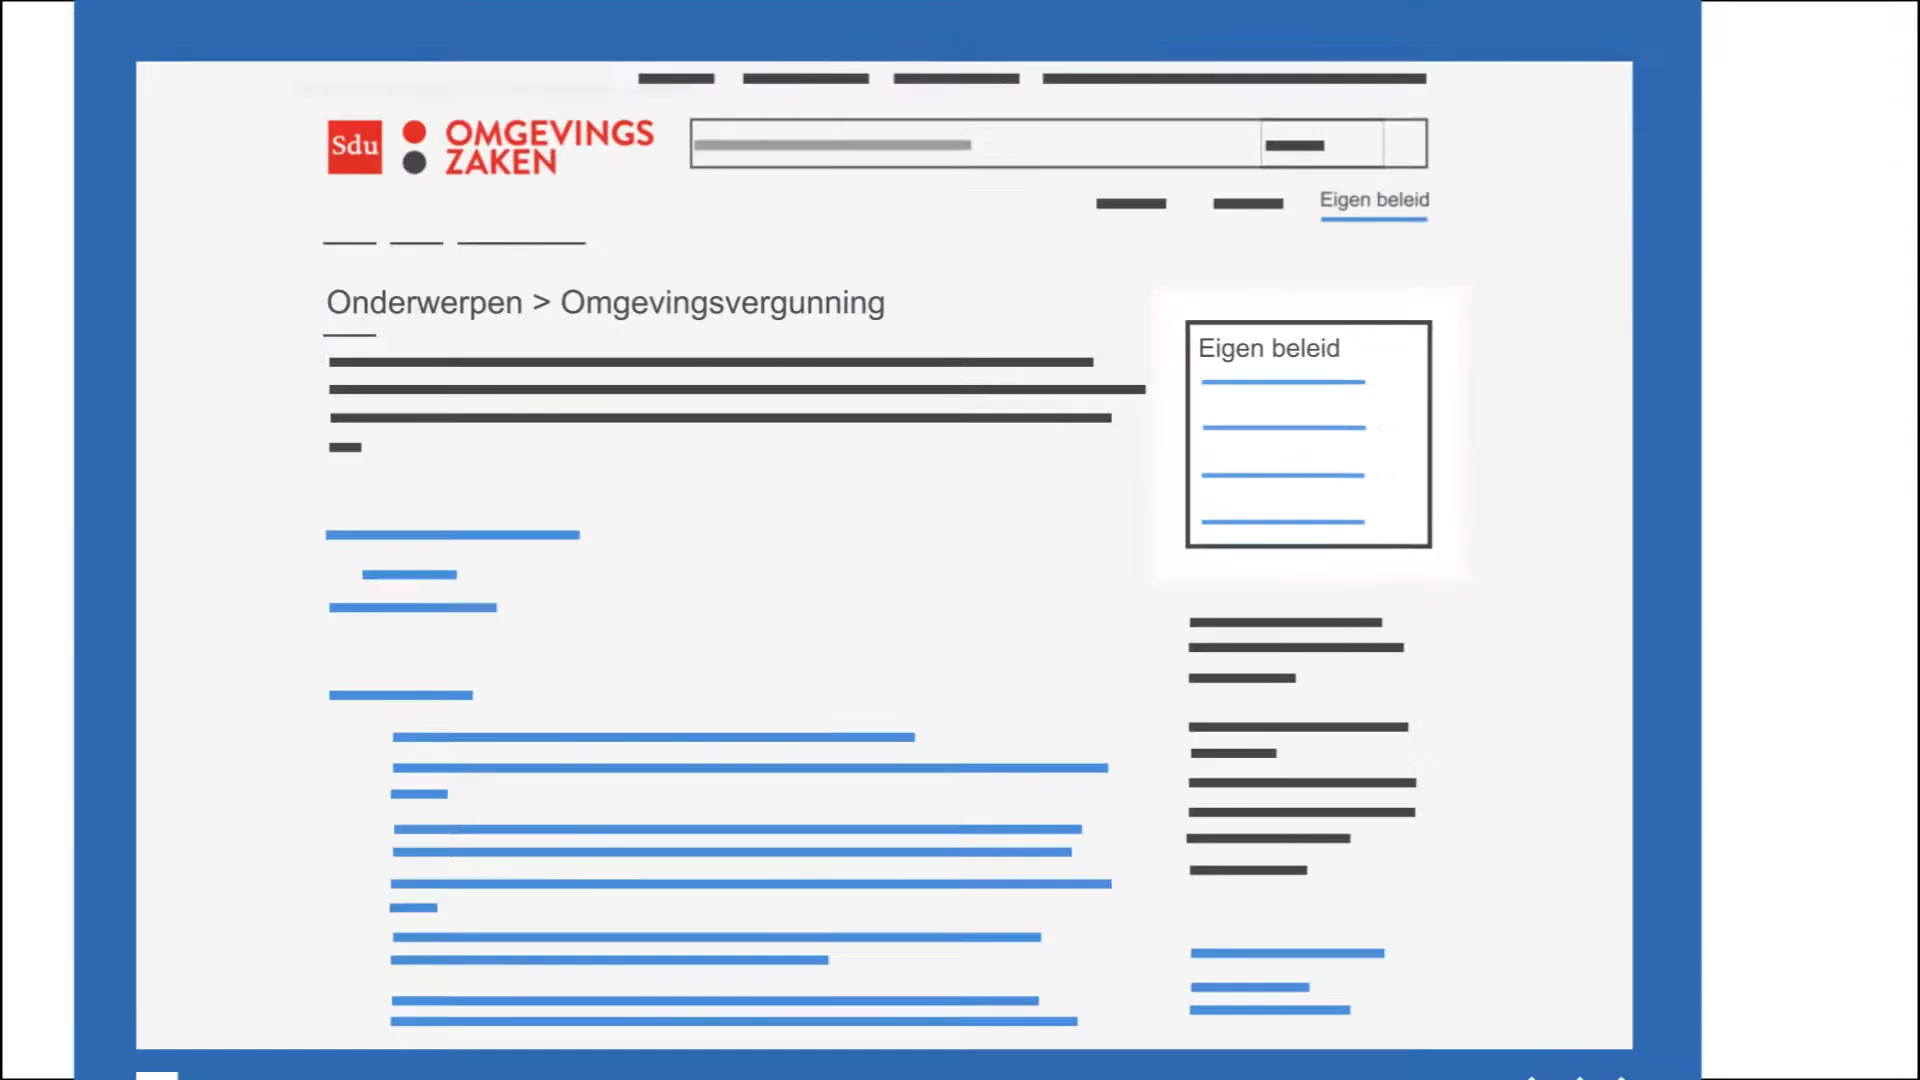 Sdu
OMGEVINGS
ZAKEN
Eigen beleid
Onderwerpen > Omgevingsvergunning
Eigen beleid